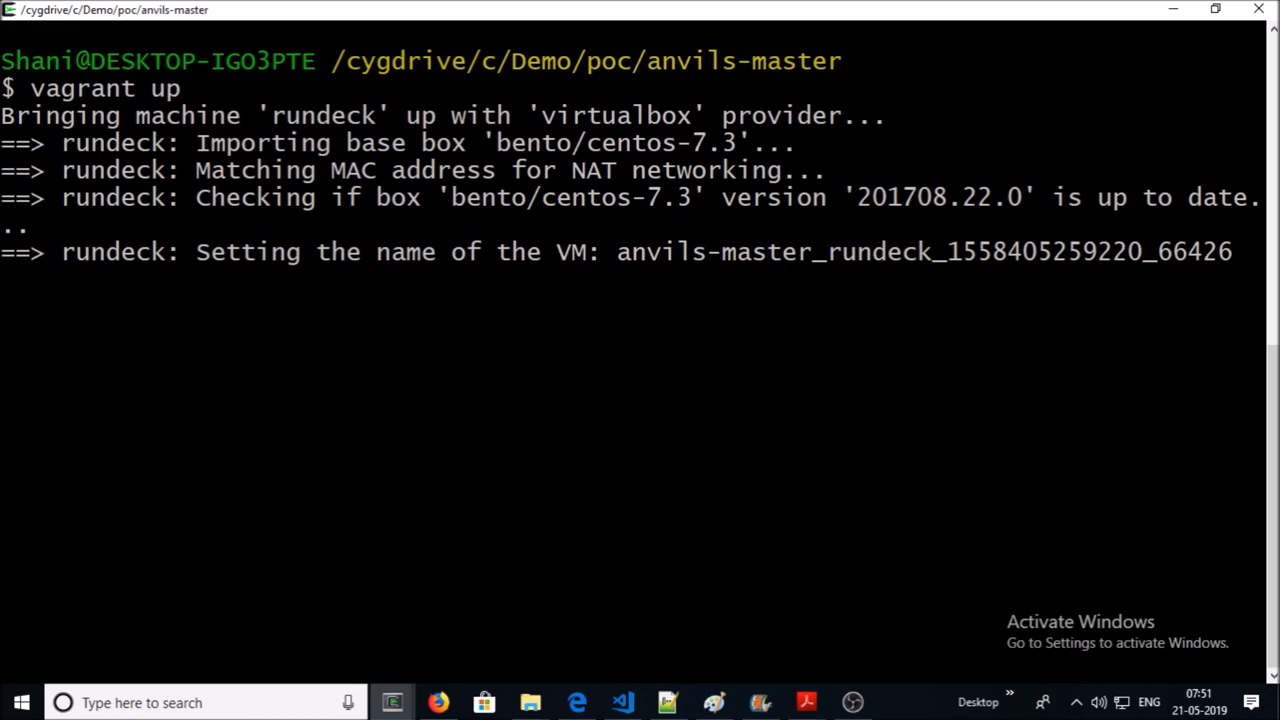 /cygdrive/c/Demo/poc/anvils-master
Shani@DESKTOP-IGO3PTE /cygdrive/c/Demo/poc/anvils-master
$ vagrant up
Bringing machine 'rundeck' up with 'virtualbox' provider...
==> rundeck: Importing base box 'bento/centos-7.3'...
==> rundeck: Matching MAC address for NAT networking...
==> rundeck: Checking if box 'bento/centos-7.3' version '201708.22.0' is up to date.
..
==> rundeck: Setting the name of the VM: anvils-master_rundeck_1558405259220_66426
Activate Windows
Go to Settings to activate Windows.
Type here to search
Desktop
ENG
07:51
21-05-2019